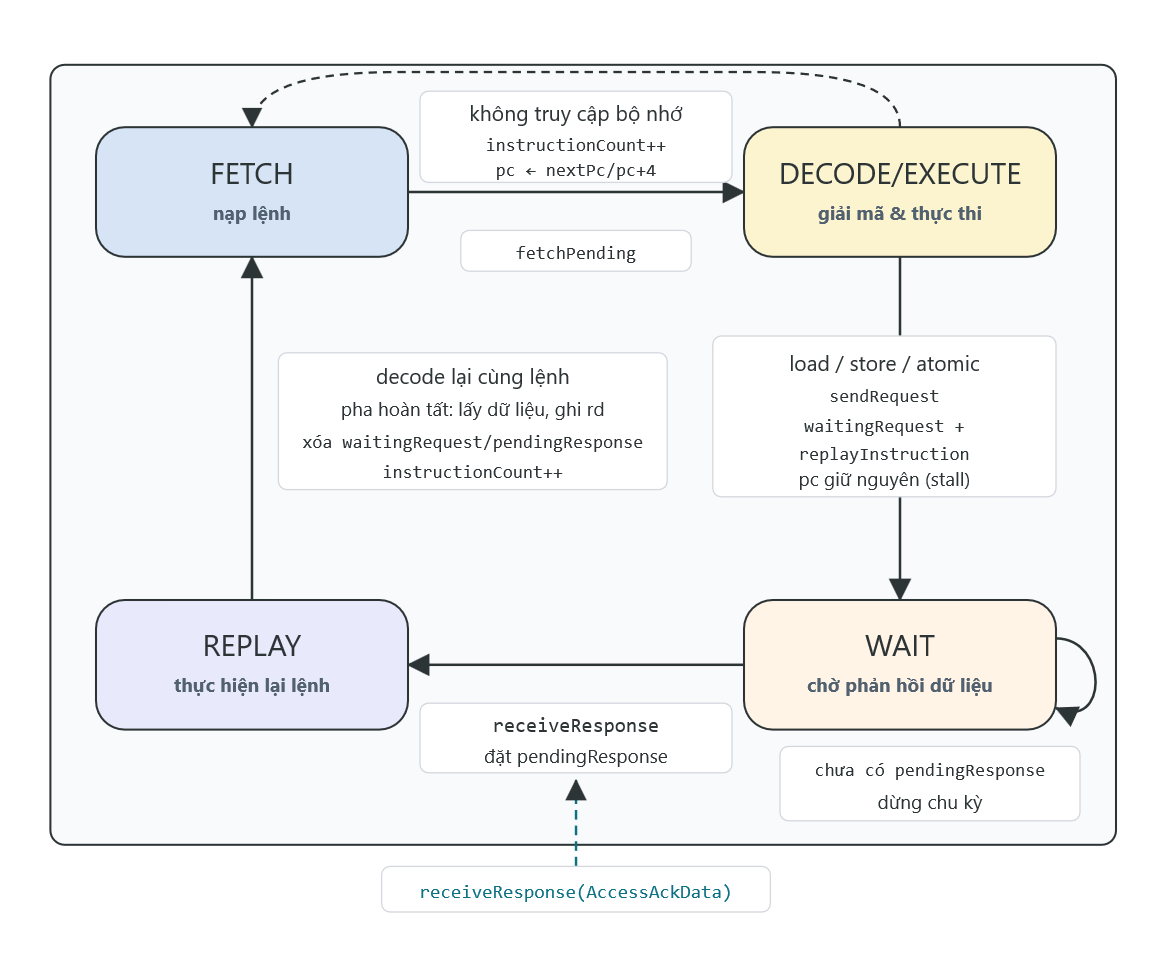 không truy cập bộ nhớ
instructionCount++
pc ← nextPc/pc+4
FETCH
nạp lệnh
DECODE/EXECUTE
giải mã & thực thi
fetchPending
load / store / atomic
sendRequest
waitingRequest +
replayInstruction
pc giữ nguyên (stall)
decode lại cùng lệnh
pha hoàn tất: lấy dữ liệu, ghi rd
xóa waitingRequest/pendingResponse
instructionCount++
REPLAY
thực hiện lại lệnh
WAIT
chờ phản hồi dữ liệu
receiveResponse
đặt pendingResponse
chưa có pendingResponse
dừng chu kỳ
receiveResponse(AccessAckData)